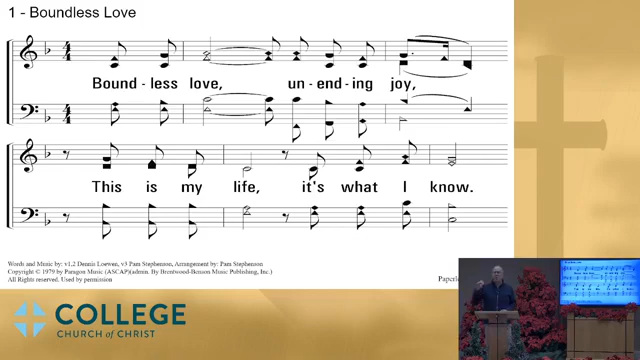 1 - Boundless Love
Bound - less love, un - end - ing joy,
This is my life, it's what I know.
Words and Music by: v1,2 Dennis Loewen, v3 Pam Stephenson, Arrangement by: Pam Stephenson
Copyright © 1979 by Paragon Music (ASCAP)(admin. By Brentwood-Benson Music Publishing, Inc.)
All Rights reserved. Used by permission
COLLEGE
CHURCH of CHRIST